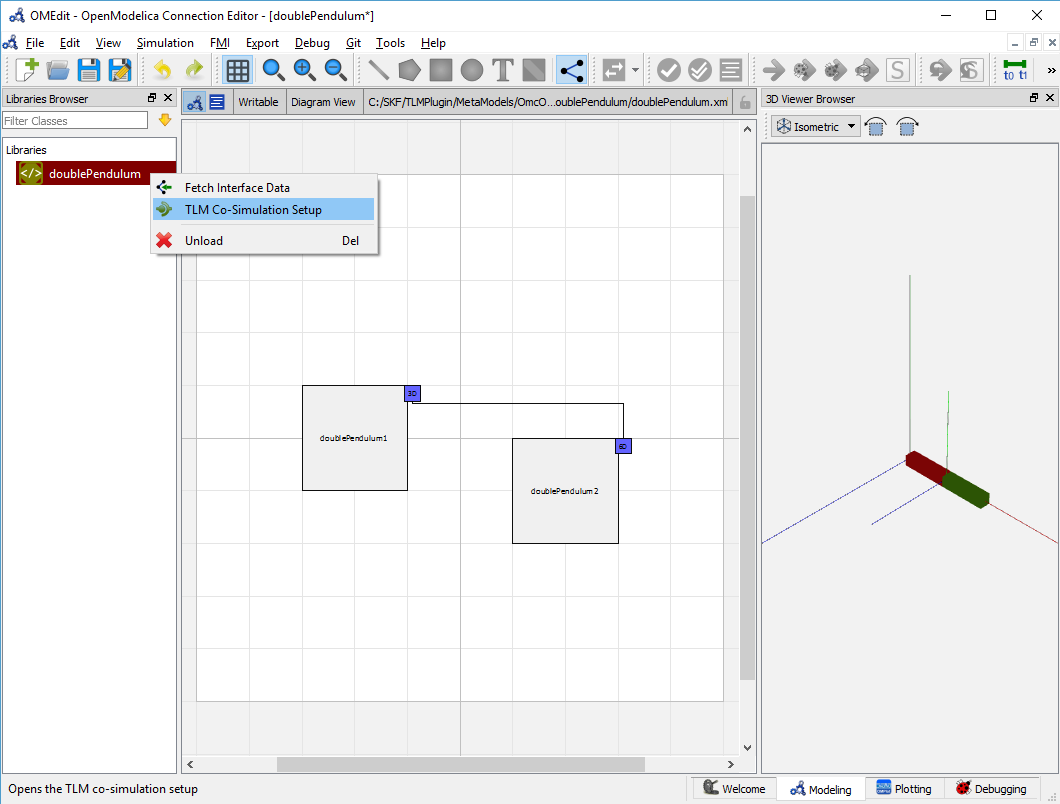 OMEdit - OpenModelica Connection Editor - [doublePendulum*]
File Edit View Simulation FMI Export Debug Git Tools Help
T S t0 t1 »
Libraries Browser
Writable Diagram View C:/SKF/TLMPlugin/MetaModels/OmcO...oublePendulum/doublePendulum.xm
3D Viewer Browser
Filter Classes
Isometric
Libraries
</> doublePendulum
Fetch Interface Data
TLM Co-Simulation Setup
Unload Del
3D
doublePendulum1
6D
doublePendulum2
Opens the TLM co-simulation setup
Welcome Modeling Plotting Debugging